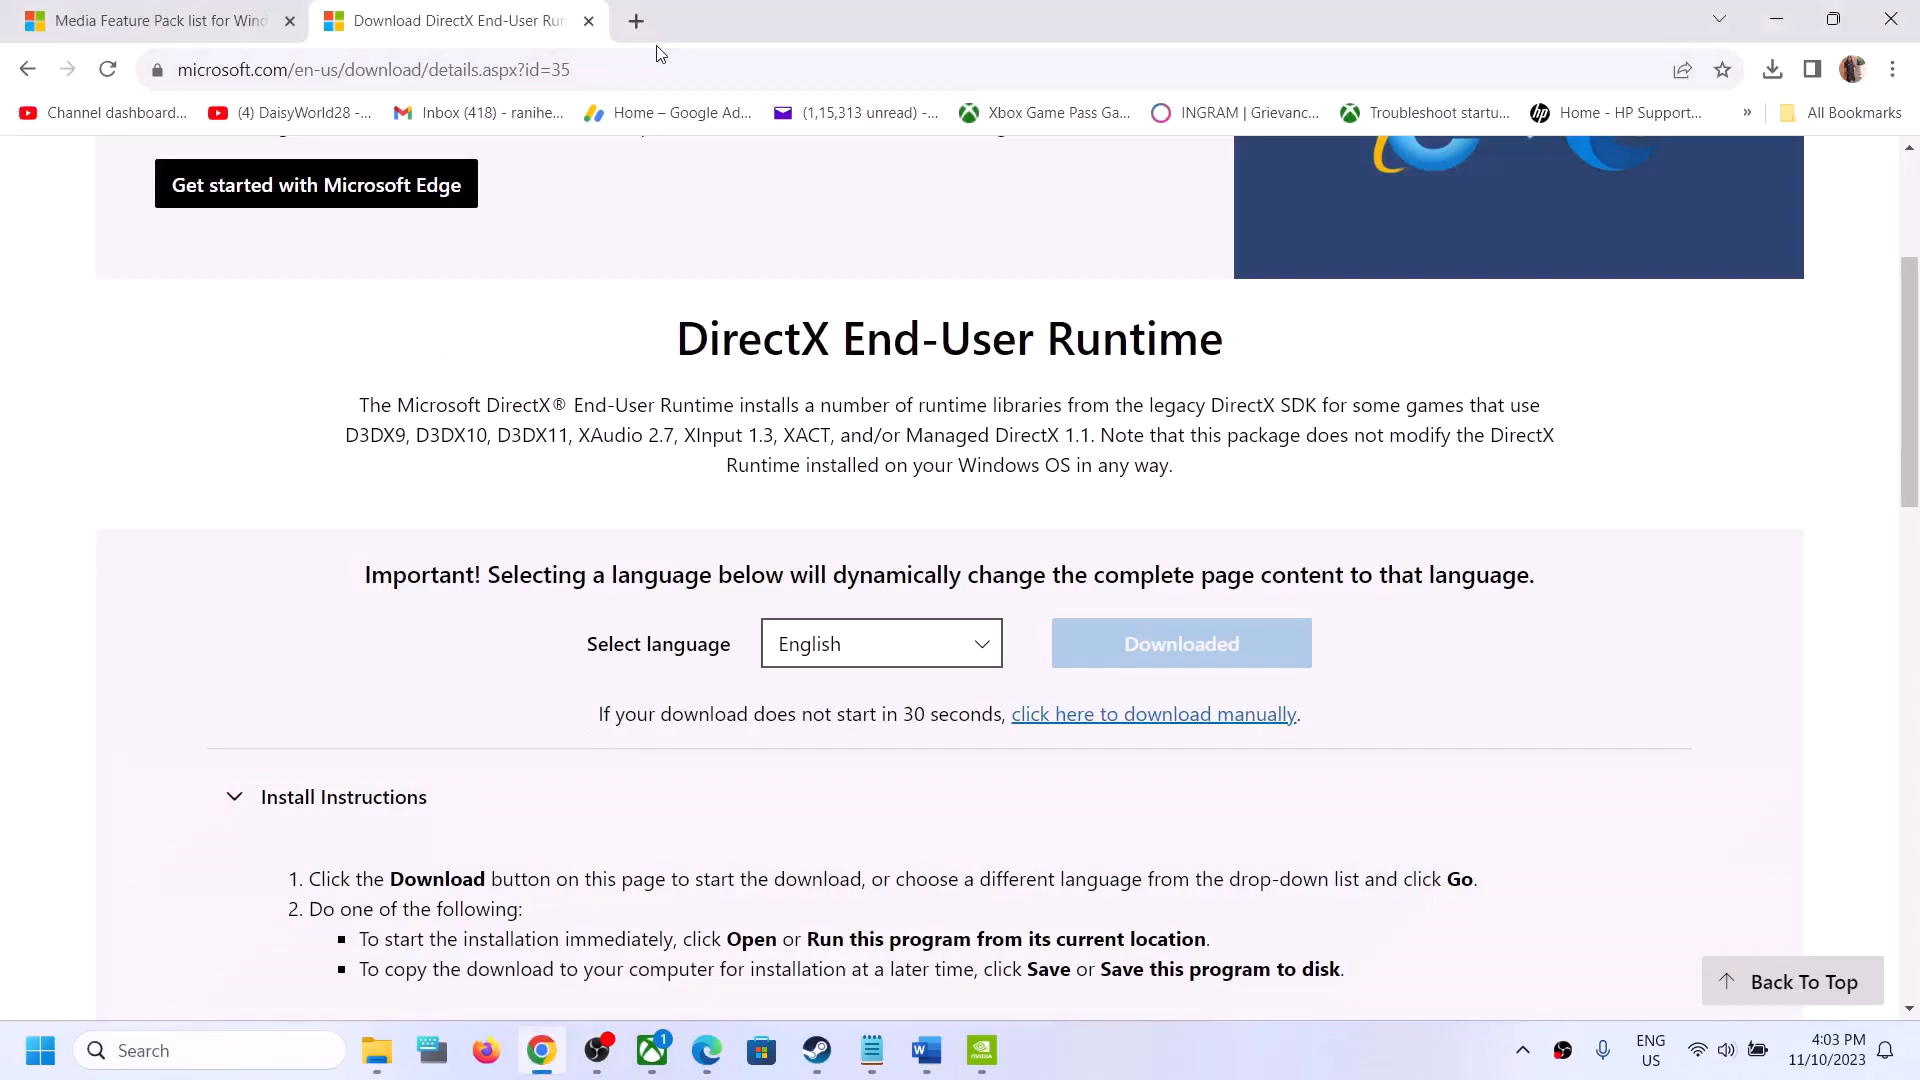 Media Feature Pack list for Wind
Download DirectX End-User Run
microsoft.com/en-us/download/details.aspx?id=35
Channel dashboard...
(4) DaisyWorld28 -...
Inbox (418) - ranihe...
Home – Google Ad...
(1,15,313 unread) -...
Xbox Game Pass Ga...
INGRAM | Grievanc...
Troubleshoot startu...
Home - HP Support...
»
All Bookmarks
Get started with Microsoft Edge
DirectX End-User Runtime
The Microsoft DirectX® End-User Runtime installs a number of runtime libraries from the legacy DirectX SDK for some games that use
D3DX9, D3DX10, D3DX11, XAudio 2.7, XInput 1.3, XACT, and/or Managed DirectX 1.1. Note that this package does not modify the DirectX
Runtime installed on your Windows OS in any way.
Important! Selecting a language below will dynamically change the complete page content to that language.
Select language
English
Downloaded
If your download does not start in 30 seconds, click here to download manually.
Install Instructions
1. Click the Download button on this page to start the download, or choose a different language from the drop-down list and click Go.
2. Do one of the following:
To start the installation immediately, click Open or Run this program from its current location.
To copy the download to your computer for installation at a later time, click Save or Save this program to disk.
Back To Top
Search
1
ENG
US
4:03 PM
11/10/2023